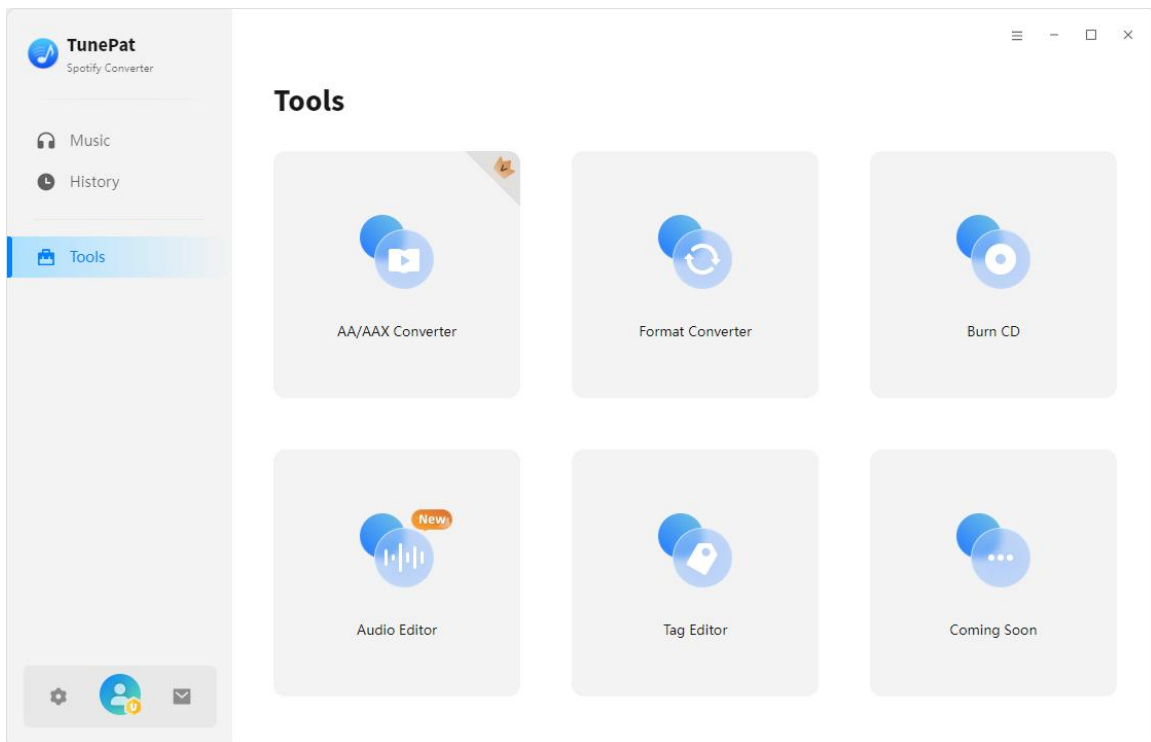 TunePat
Spotify Converter
Music
History
Tools
Tools
AA/AAX Converter
Format Converter
Burn CD
New
Audio Editor
Tag Editor
Coming Soon